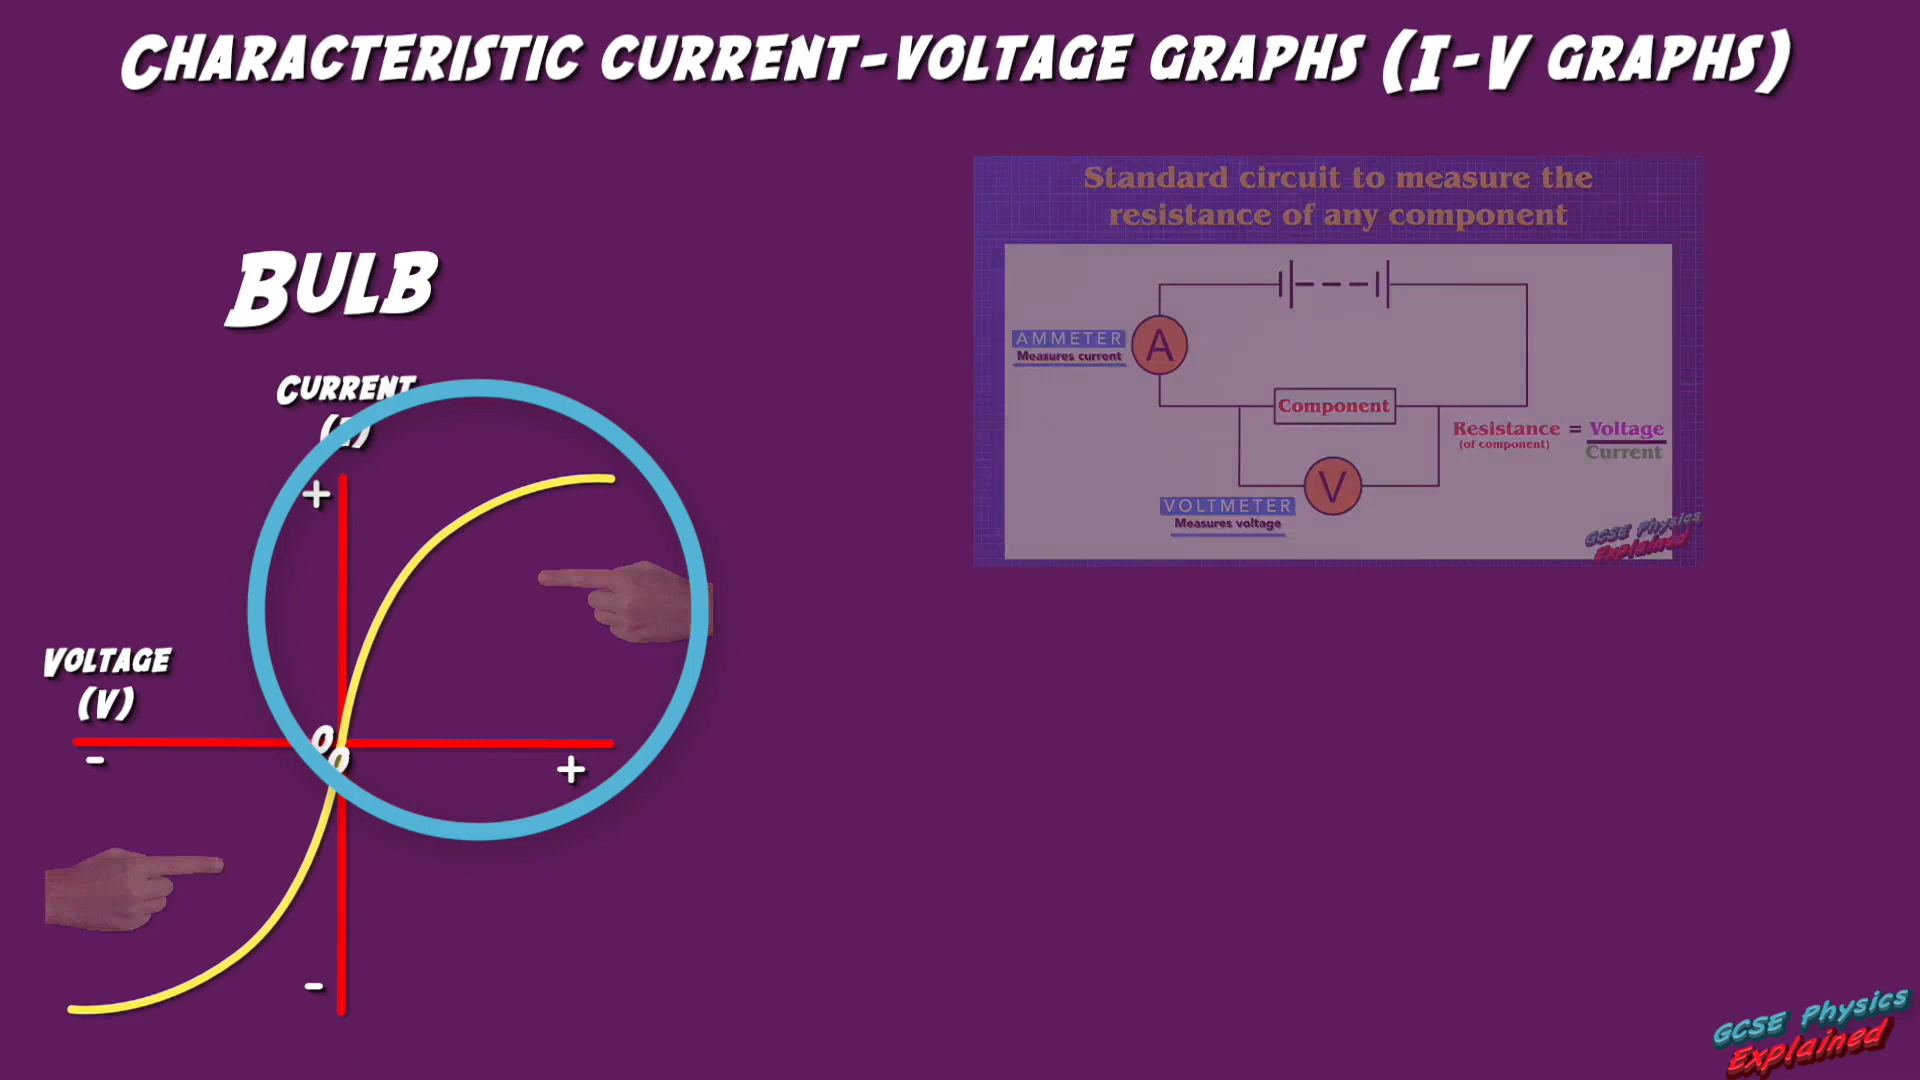 CHARACTERISTIC CURRENT-VOLTAGE GRAPHS (I-V GRAPHS)
Standard circuit to measure the
resistance of any component
A
AMMETER
Measures current
Component
Resistance = Voltage
(of component)
Current
V
VOLTMETER
Measures voltage
GCSE Physics
Explained
BULB
CURRENT
(I)
+
VOLTAGE
(V)
0
0
-
+
-
GCSE Physics
Explained